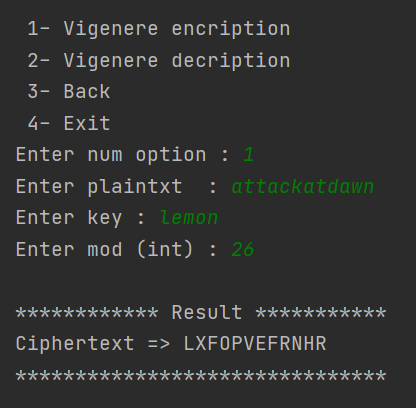 1- Vigenere encription
2- Vigenere decription
3- Back
4- Exit
Enter num option : 1
Enter plaintxt  : attackatdawn
Enter key : lemon
Enter mod (int) : 26
************ Result ***********
Ciphertext => LXFOPVEFRNHR
*******************************